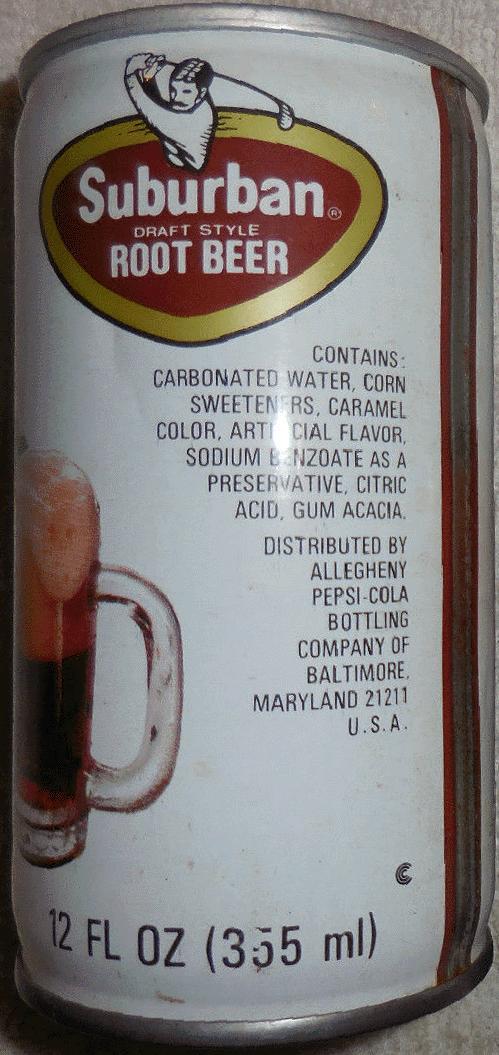 Suburban®
DRAFT STYLE
ROOT BEER
CONTAINS:
CARBONATED WATER, CORN
SWEETENERS, CARAMEL
COLOR, ARTIFICIAL FLAVOR,
SODIUM BENZOATE AS A
PRESERVATIVE, CITRIC
ACID, GUM ACACIA.
DISTRIBUTED BY
ALLEGHENY
PEPSI-COLA
BOTTLING
COMPANY OF
BALTIMORE,
MARYLAND 21211
U.S.A.
12 FL OZ (355 ml)